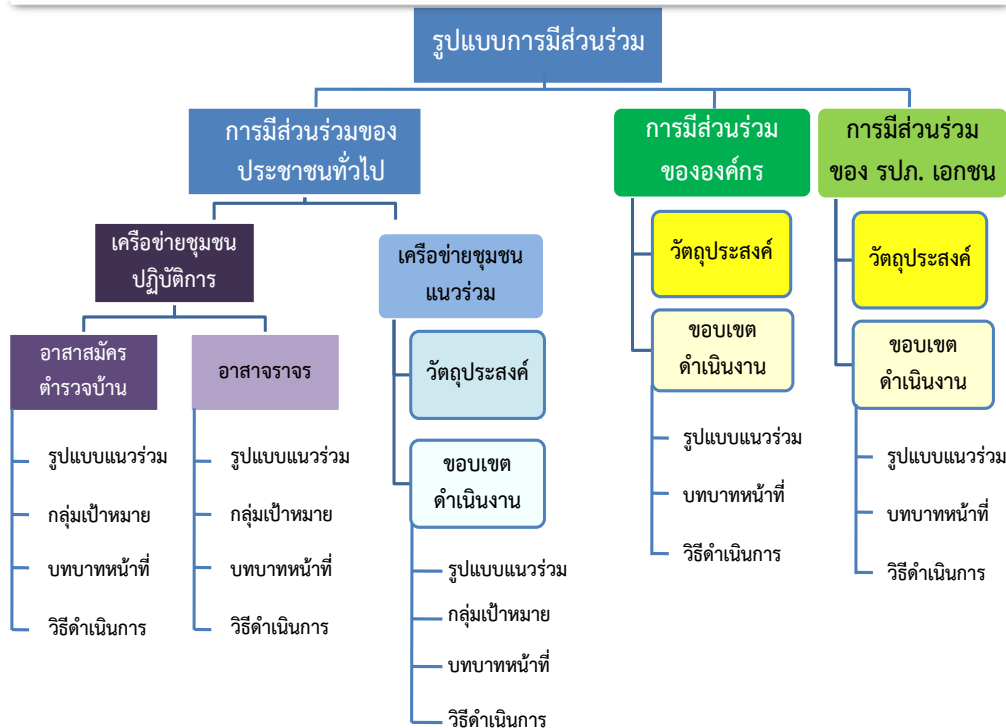 รูปแบบการมีส่วนร่วม
การมีส่วนร่วมของ
ประชาชนทั่วไป
การมีส่วนร่วม
ขององค์กร
การมีส่วนร่วม
ของ รปภ. เอกชน
เครือข่ายชุมชน
ปฏิบัติการ
เครือข่ายชุมชน
แนวร่วม
วัตถุประสงค์
วัตถุประสงค์
อาสาสมัคร
ตำรวจบ้าน
อาสาจราจร
วัตถุประสงค์
ขอบเขต
ดำเนินงาน
ขอบเขต
ดำเนินงาน
รูปแบบแนวร่วม
กลุ่มเป้าหมาย
บทบาทหน้าที่
วิธีดำเนินการ
รูปแบบแนวร่วม
กลุ่มเป้าหมาย
บทบาทหน้าที่
วิธีดำเนินการ
ขอบเขต
ดำเนินงาน
รูปแบบแนวร่วม
กลุ่มเป้าหมาย
บทบาทหน้าที่
วิธีดำเนินการ
รูปแบบแนวร่วม
บทบาทหน้าที่
วิธีดำเนินการ
รูปแบบแนวร่วม
บทบาทหน้าที่
วิธีดำเนินการ